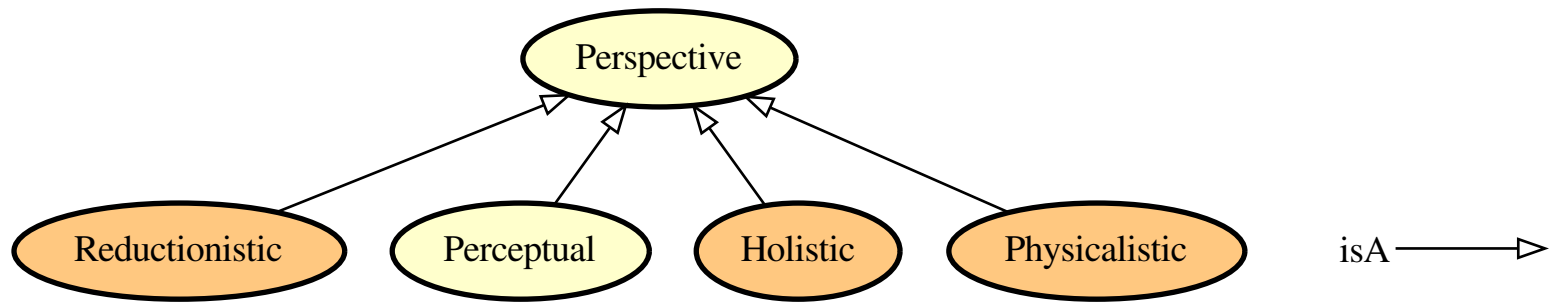 Perspective
Reductionistic
Perceptual
Holistic
Physicalistic
isA